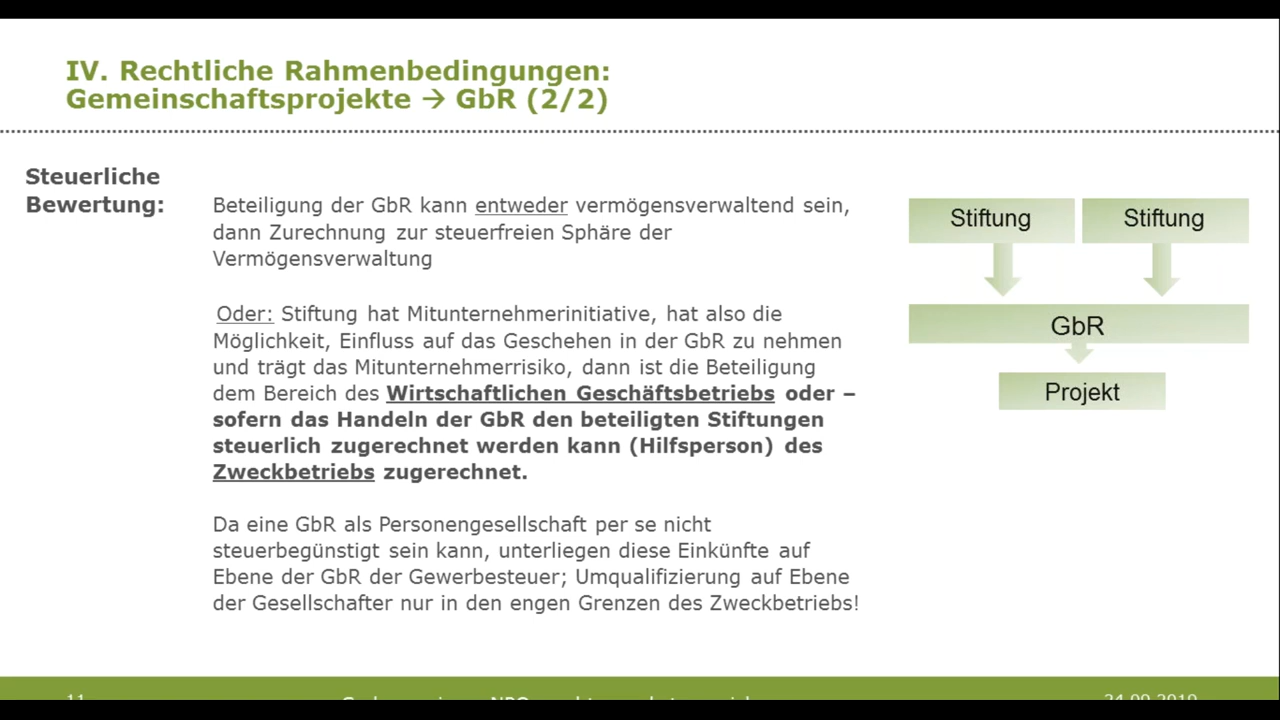 IV. Rechtliche Rahmenbedingungen:
Gemeinschaftsprojekte → GbR (2/2)
Steuerliche
Bewertung:
Beteiligung der GbR kann entweder vermögensverwaltend sein,
dann Zurechnung zur steuerfreien Sphäre der
Vermögensverwaltung
Oder: Stiftung hat Mitunternehmerinitiative, hat also die
Möglichkeit, Einfluss auf das Geschehen in der GbR zu nehmen
und trägt das Mitunternehmerrisiko, dann ist die Beteiligung
dem Bereich des Wirtschaftlichen Geschäftsbetriebs oder –
sofern das Handeln der GbR den beteiligten Stiftungen
steuerlich zugerechnet werden kann (Hilfsperson) des
Zweckbetriebs zugerechnet.
Da eine GbR als Personengesellschaft per se nicht
steuerbegünstigt sein kann, unterliegen diese Einkünfte auf
Ebene der GbR der Gewerbesteuer; Umqualifizierung auf Ebene
der Gesellschafter nur in den engen Grenzen des Zweckbetriebs!
Stiftung
Stiftung
GbR
Projekt
11
24.09.2019